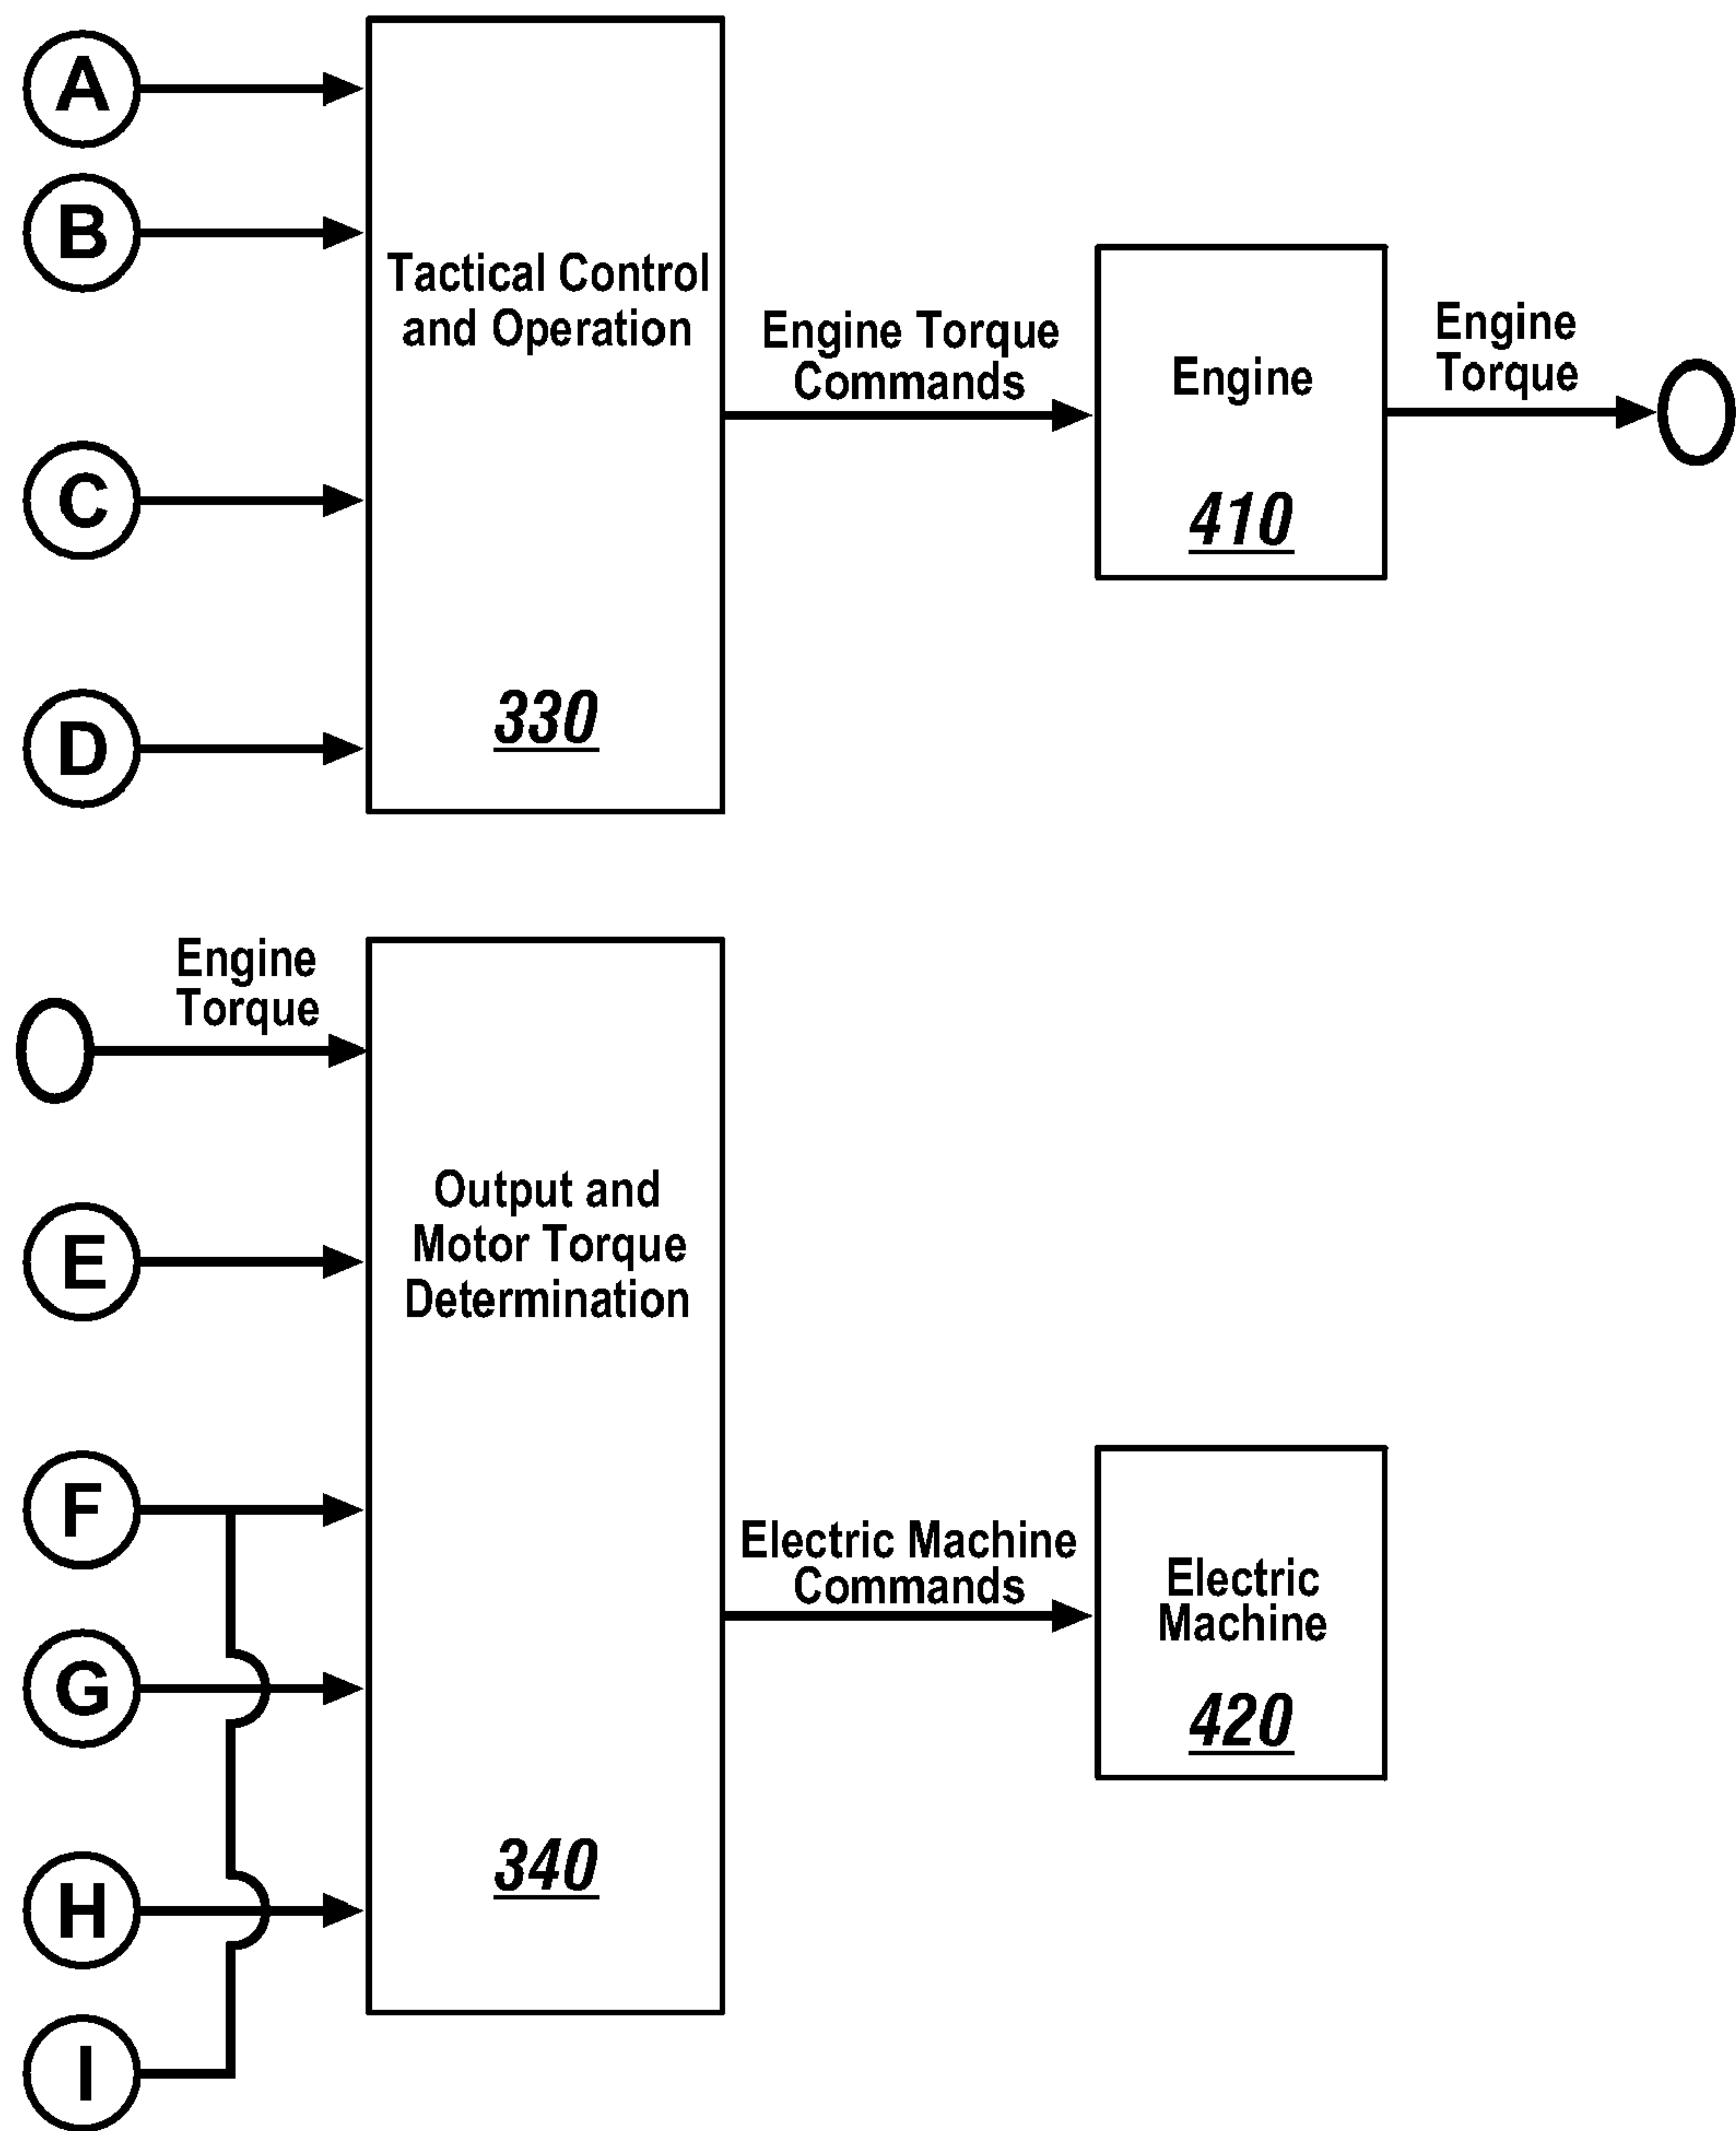 A
B
C
D
Tactical Control
and Operation
330
Engine Torque
Commands
Engine
410
Engine
Torque
Engine
Torque
E
F
G
H
I
Output and
Motor Torque
Determination
340
Electric Machine
Commands
Electric
Machine
420